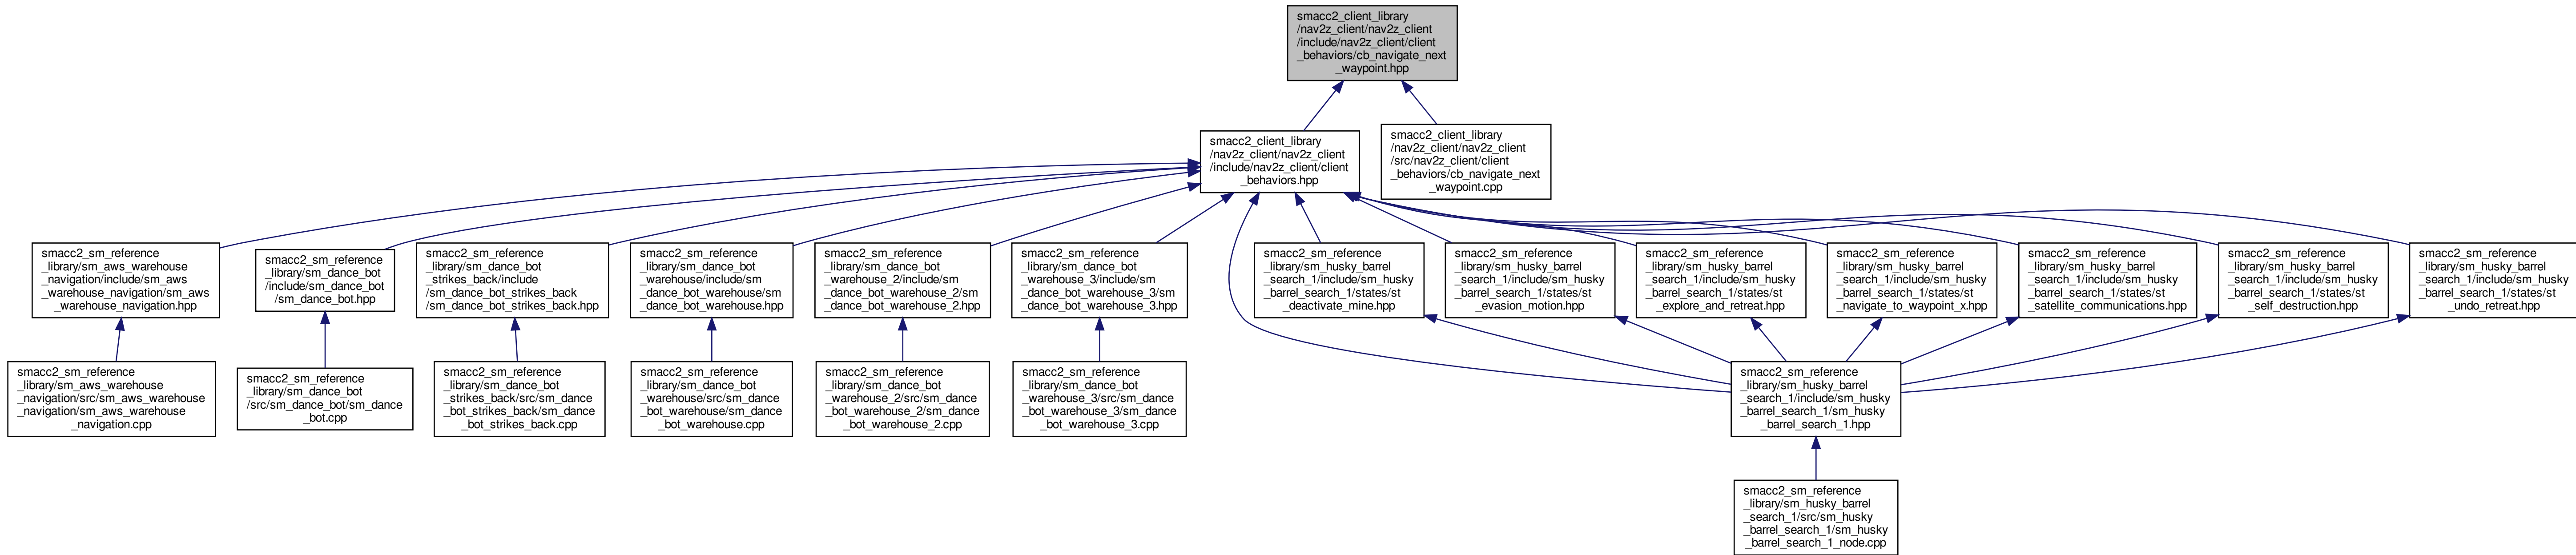 smacc2_client_library
/nav2z_client/nav2z_client
/include/nav2z_client/client
_behaviors/cb_navigate_next
_waypoint.hpp
smacc2_client_library
/nav2z_client/nav2z_client
/include/nav2z_client/client
_behaviors.hpp
smacc2_client_library
/nav2z_client/nav2z_client
/src/nav2z_client/client
_behaviors/cb_navigate_next
_waypoint.cpp
smacc2_sm_reference
_library/sm_aws_warehouse
_navigation/include/sm_aws
_warehouse_navigation/sm_aws
_warehouse_navigation.hpp
smacc2_sm_reference
_library/sm_dance_bot
/include/sm_dance_bot
/sm_dance_bot.hpp
smacc2_sm_reference
_library/sm_dance_bot
_strikes_back/include
/sm_dance_bot_strikes_back
/sm_dance_bot_strikes_back.hpp
smacc2_sm_reference
_library/sm_dance_bot
_warehouse/include/sm
_dance_bot_warehouse/sm
_dance_bot_warehouse.hpp
smacc2_sm_reference
_library/sm_dance_bot
_warehouse_2/include/sm
_dance_bot_warehouse_2/sm
_dance_bot_warehouse_2.hpp
smacc2_sm_reference
_library/sm_dance_bot
_warehouse_3/include/sm
_dance_bot_warehouse_3/sm
_dance_bot_warehouse_3.hpp
smacc2_sm_reference
_library/sm_husky_barrel
_search_1/include/sm_husky
_barrel_search_1/states/st
_deactivate_mine.hpp
smacc2_sm_reference
_library/sm_husky_barrel
_search_1/include/sm_husky
_barrel_search_1/states/st
_evasion_motion.hpp
smacc2_sm_reference
_library/sm_husky_barrel
_search_1/include/sm_husky
_barrel_search_1/states/st
_explore_and_retreat.hpp
smacc2_sm_reference
_library/sm_husky_barrel
_search_1/include/sm_husky
_barrel_search_1/states/st
_navigate_to_waypoint_x.hpp
smacc2_sm_reference
_library/sm_husky_barrel
_search_1/include/sm_husky
_barrel_search_1/states/st
_satellite_communications.hpp
smacc2_sm_reference
_library/sm_husky_barrel
_search_1/include/sm_husky
_barrel_search_1/states/st
_self_destruction.hpp
smacc2_sm_reference
_library/sm_husky_barrel
_search_1/include/sm_husky
_barrel_search_1/states/st
_undo_retreat.hpp
smacc2_sm_reference
_library/sm_aws_warehouse
_navigation/src/sm_aws_warehouse
_navigation/sm_aws_warehouse
_navigation.cpp
smacc2_sm_reference
_library/sm_dance_bot
/src/sm_dance_bot/sm_dance
_bot.cpp
smacc2_sm_reference
_library/sm_dance_bot
_strikes_back/src/sm_dance
_bot_strikes_back/sm_dance
_bot_strikes_back.cpp
smacc2_sm_reference
_library/sm_dance_bot
_warehouse/src/sm_dance
_bot_warehouse/sm_dance
_bot_warehouse.cpp
smacc2_sm_reference
_library/sm_dance_bot
_warehouse_2/src/sm_dance
_bot_warehouse_2/sm_dance
_bot_warehouse_2.cpp
smacc2_sm_reference
_library/sm_dance_bot
_warehouse_3/src/sm_dance
_bot_warehouse_3/sm_dance
_bot_warehouse_3.cpp
smacc2_sm_reference
_library/sm_husky_barrel
_search_1/include/sm_husky
_barrel_search_1/sm_husky
_barrel_search_1.hpp
smacc2_sm_reference
_library/sm_husky_barrel
_search_1/src/sm_husky
_barrel_search_1/sm_husky
_barrel_search_1_node.cpp